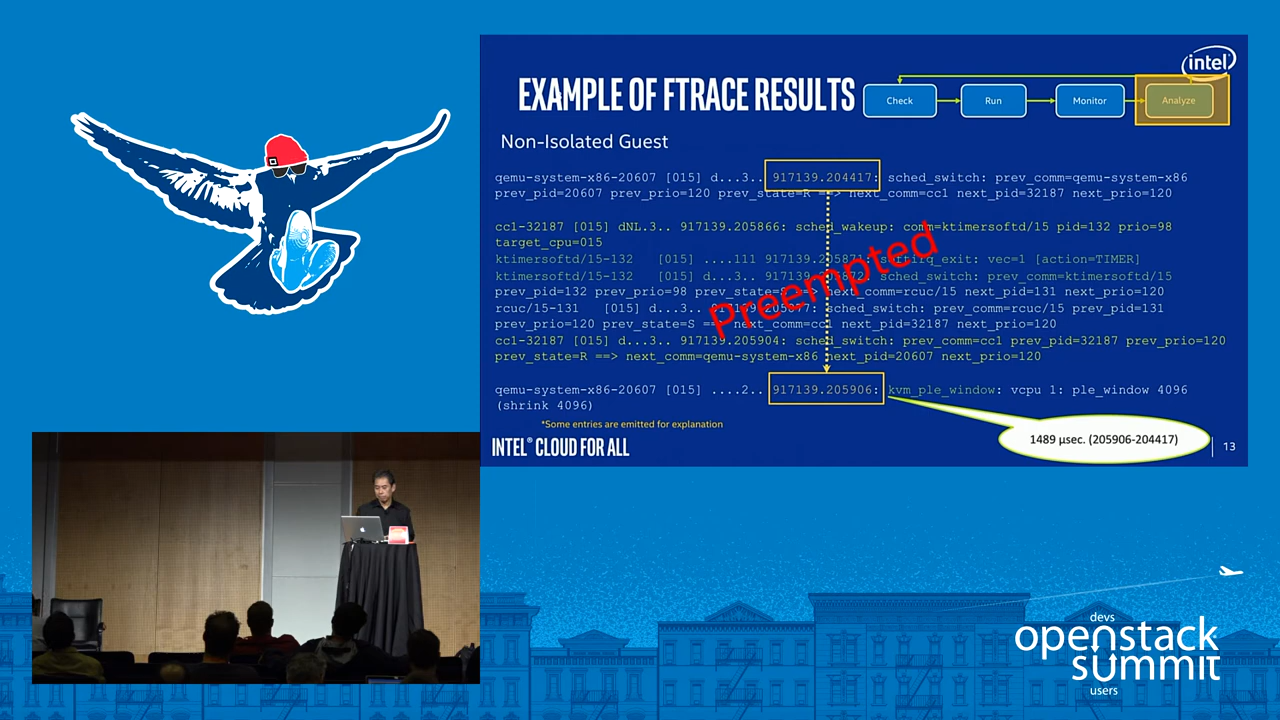 intel
EXAMPLE OF FTRACE RESULTS
Check
Run
Monitor
Analyze
Non-Isolated Guest
qemu-system-x86-20607 [015] d...3.. 917139.204417: sched_switch: prev_comm=qemu-system-x86
prev_pid=20607 prev_prio=120 prev_state=R ==> next_comm=cc1 next_pid=32187 next_prio=120
cc1-32187 [015] dNL.3.. 917139.205866: sched_wakeup: comm=ktimersoftd/15 pid=132 prio=98
target_cpu=015
ktimersoftd/15-132 [015] ....111 917139.205871: softirq_exit: vec=1 [action=TIMER]
ktimersoftd/15-132 [015] d...3.. 917139.205872: sched_switch: prev_comm=ktimersoftd/15
prev_pid=132 prev_prio=98 prev_state=S ==> next_comm=rcuc/15 next_pid=131 next_prio=120
rcuc/15-131 [015] d...3.. 917139.205877: sched_switch: prev_comm=rcuc/15 prev_pid=131
prev_prio=120 prev_state=S ==> next_comm=cc1 next_pid=32187 next_prio=120
cc1-32187 [015] d...3.. 917139.205904: sched_switch: prev_comm=cc1 prev_pid=32187 prev_prio=120
prev_state=R ==> next_comm=qemu-system-x86 next_pid=20607 next_prio=120
Preempted
qemu-system-x86-20607 [015] ....2.. 917139.205906: kvm_ple_window: vcpu 1: ple_window 4096
(shrink 4096)
*Some entries are emitted for explanation
1489 µsec. (205906-204417)
INTEL® CLOUD FOR ALL
13
devs
openstack
summit
users